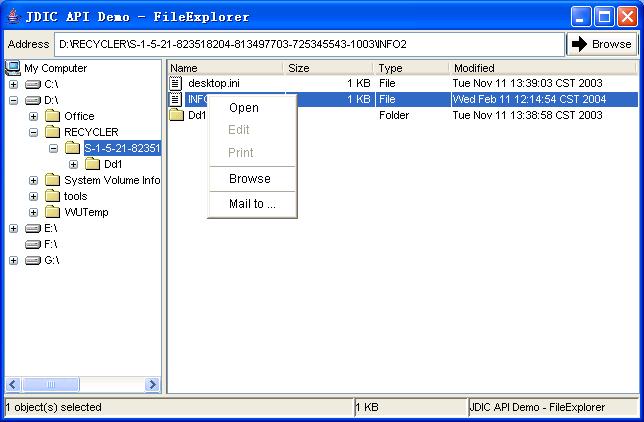 JDIC API Demo - FileExplorer
Address D:\RECYCLER\S-1-5-21-823518204-813497703-725345543-1003\INFO2 Browse
My Computer
C:\
D:\
Office
RECYCLER
S-1-5-21-82351
Dd1
System Volume Info
tools
WUTemp
E:\
F:\
G:\
Name Size Type Modified
desktop.ini 1 KB File Tue Nov 11 13:39:03 CST 2003
INFO 1 KB File Wed Feb 11 12:14:54 CST 2004
Dd1 Folder Tue Nov 11 13:38:58 CST 2003
Open
Edit
Print
Browse
Mail to ...
1 object(s) selected 1 KB JDIC API Demo - FileExplorer